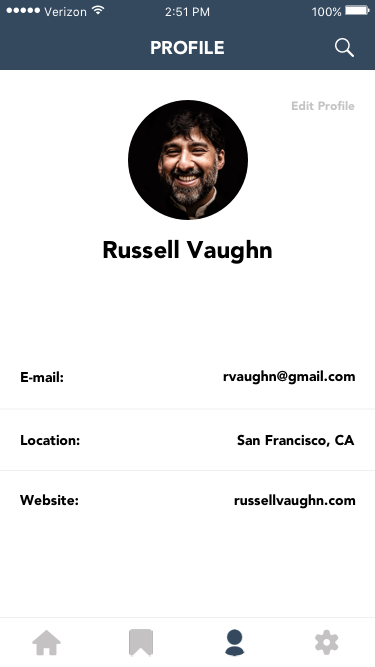 Verizon 2:51 PM 100%
PROFILE
Edit Profile
Russell Vaughn
E-mail: rvaughn@gmail.com
Location: San Francisco, CA
Website: russellvaughn.com